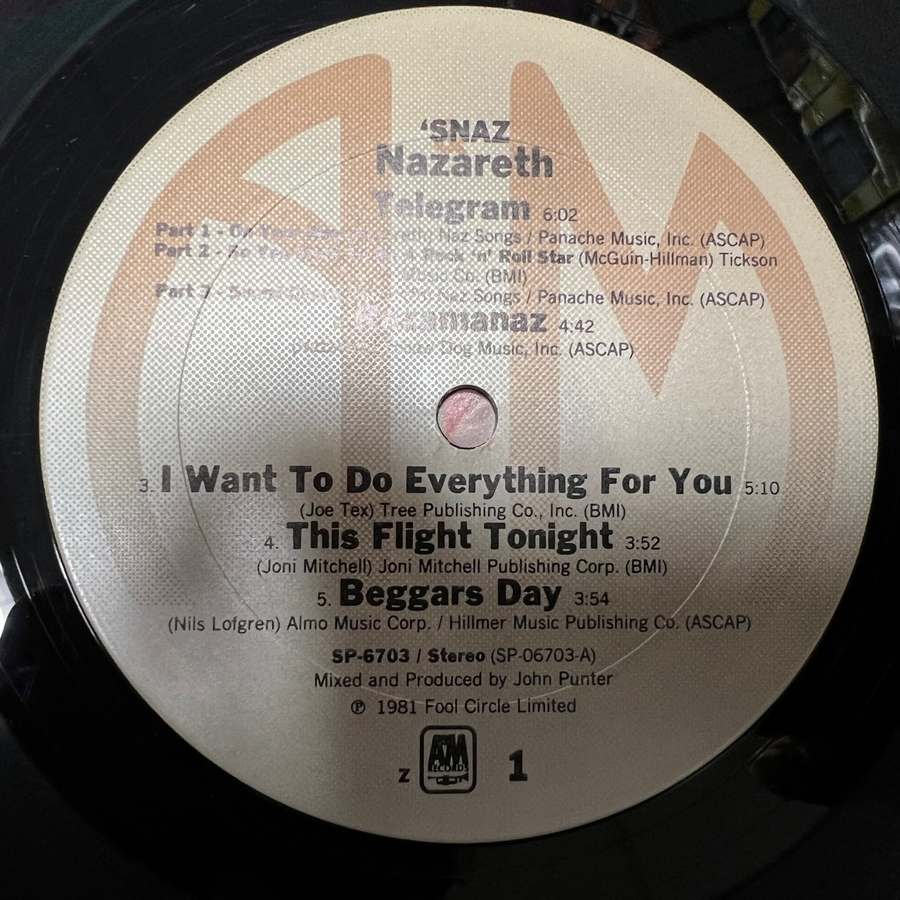 'SNAZ
Nazareth
Telegram 6:02
Part 1 - On Naz Songs / Panache Music, Inc. (ASCAP)
Part 2 - So Rock 'n' Roll Star (McGuin-Hillman) Tickson
Music Co. (BMI)
Part 3 - Naz Songs / Panache Music, Inc. (ASCAP)
4:42
Dog Music, Inc. (ASCAP)
3. I Want To Do Everything For You 5:10
(Joe Tex) Tree Publishing Co., Inc. (BMI)
4. This Flight Tonight 3:52
(Joni Mitchell) Joni Mitchell Publishing Corp. (BMI)
5. Beggars Day 3:54
(Nils Lofgren) Almo Music Corp. / Hillmer Music Publishing Co. (ASCAP)
SP-6703 / Stereo (SP-06703-A)
Mixed and Produced by John Punter
℗ 1981 Fool Circle Limited
Z A&M RECORDS 1